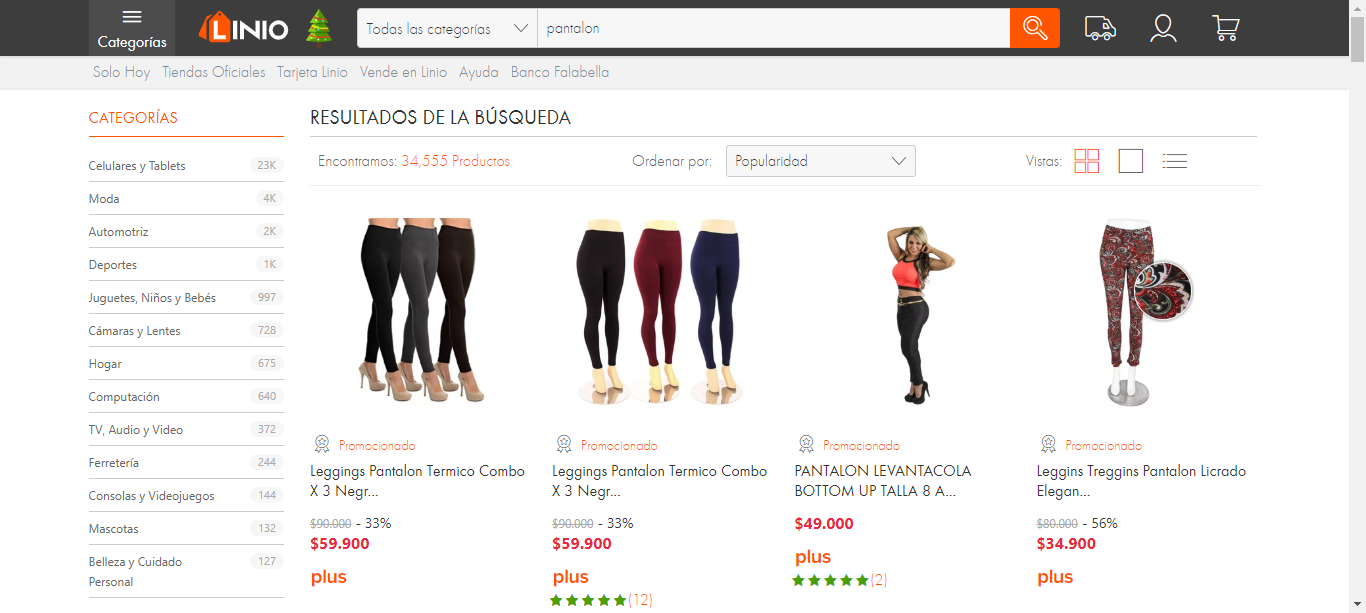 Categorías
LINIO
Todas las categorías
pantalon
Solo Hoy Tiendas Oficiales Tarjeta Linio Vende en Linio Ayuda Banco Falabella
CATEGORÍAS
Celulares y Tablets 23K
Moda 4K
Automotriz 2K
Deportes 1K
Juguetes, Niños y Bebés 997
Cámaras y Lentes 728
Hogar 675
Computación 640
TV, Audio y Video 372
Ferretería 244
Consolas y Videojuegos 144
Mascotas 132
Belleza y Cuidado 127
Personal
RESULTADOS DE LA BÚSQUEDA
Encontramos: 34,555 Productos
Ordenar por: Popularidad
Vistas:
Promocionado
Leggings Pantalon Termico Combo
X 3 Negr...
$90.000 - 33%
$59.900
plus
Promocionado
Leggings Pantalon Termico Combo
X 3 Negr...
$90.000 - 33%
$59.900
plus
(12)
Promocionado
PANTALON LEVANTACOLA
BOTTOM UP TALLA 8 A...
$49.000
plus
(2)
Promocionado
Leggins Treggins Pantalon Licrado
Elegan...
$80.000 - 56%
$34.900
plus